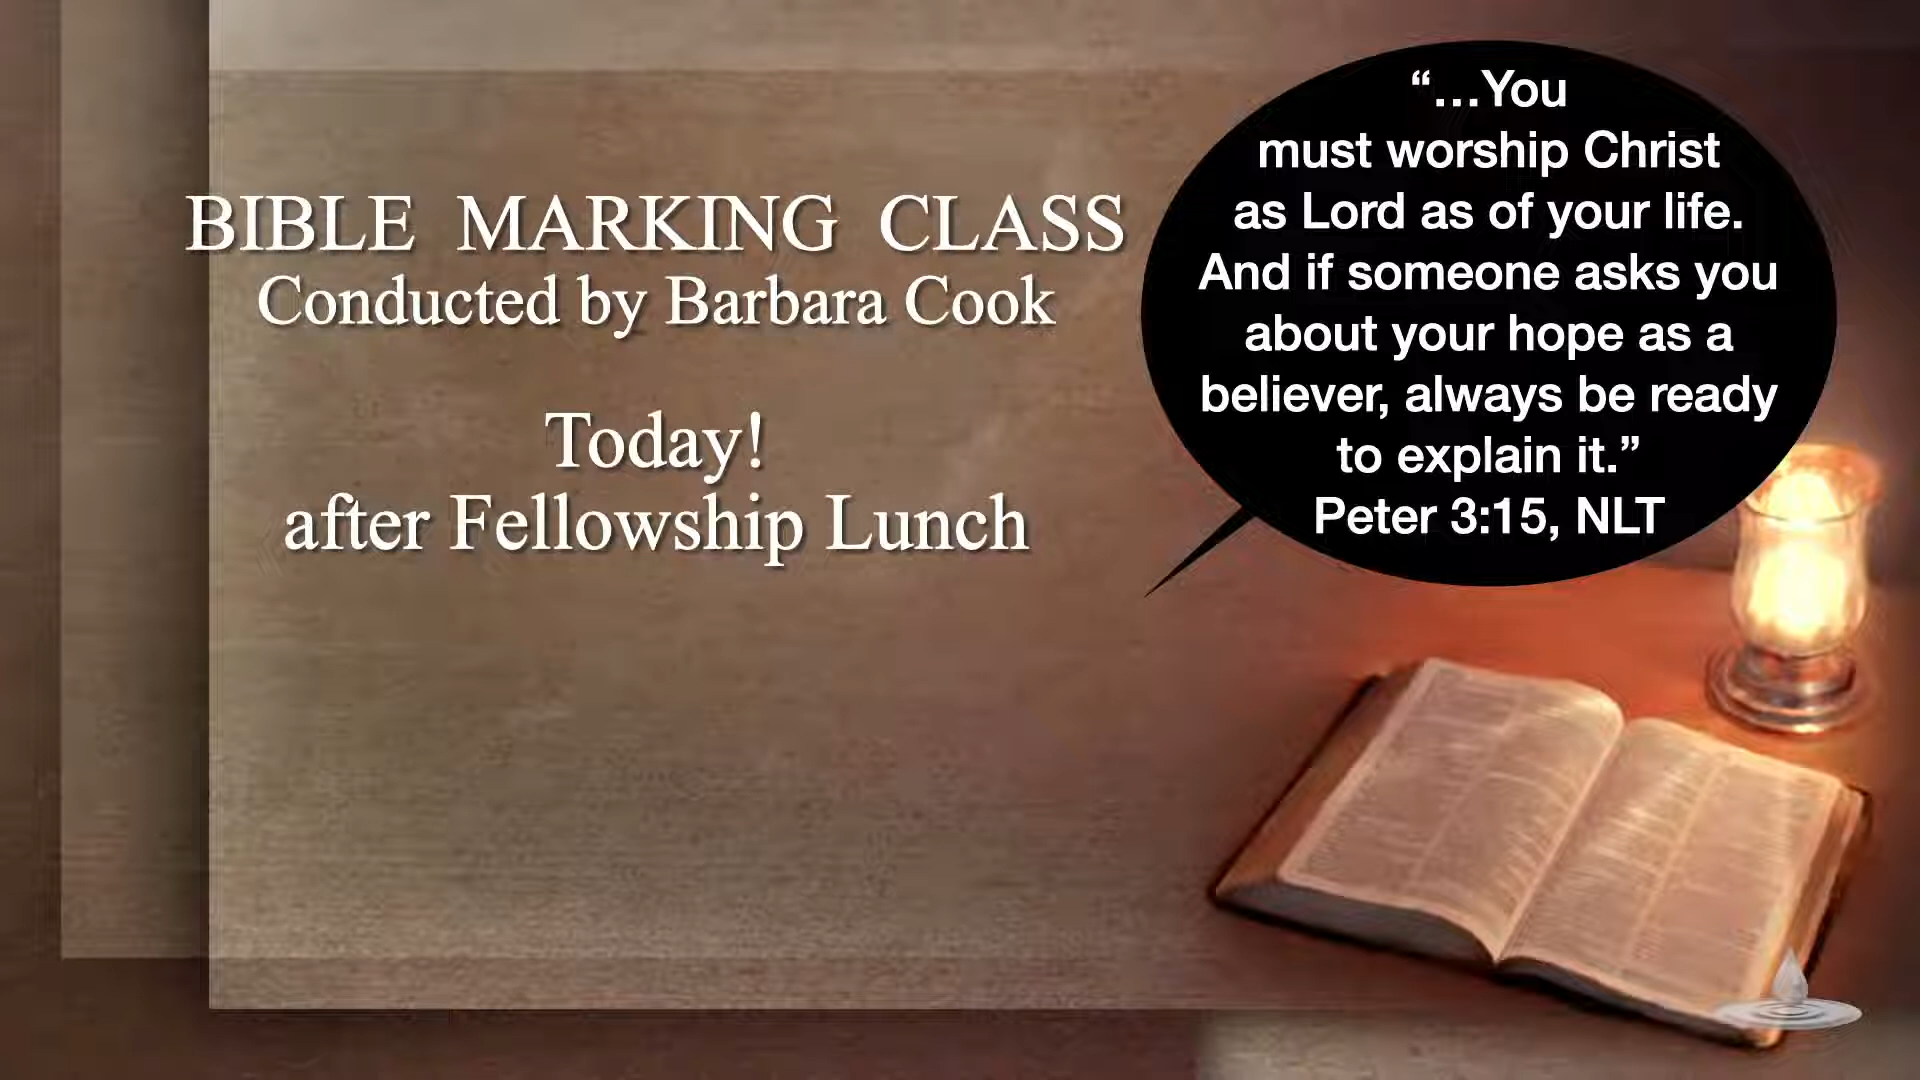 BIBLE MARKING CLASS
Conducted by Barbara Cook
Today!
after Fellowship Lunch
“...You
must worship Christ
as Lord as of your life.
And if someone asks you
about your hope as a
believer, always be ready
to explain it.”
Peter 3:15, NLT